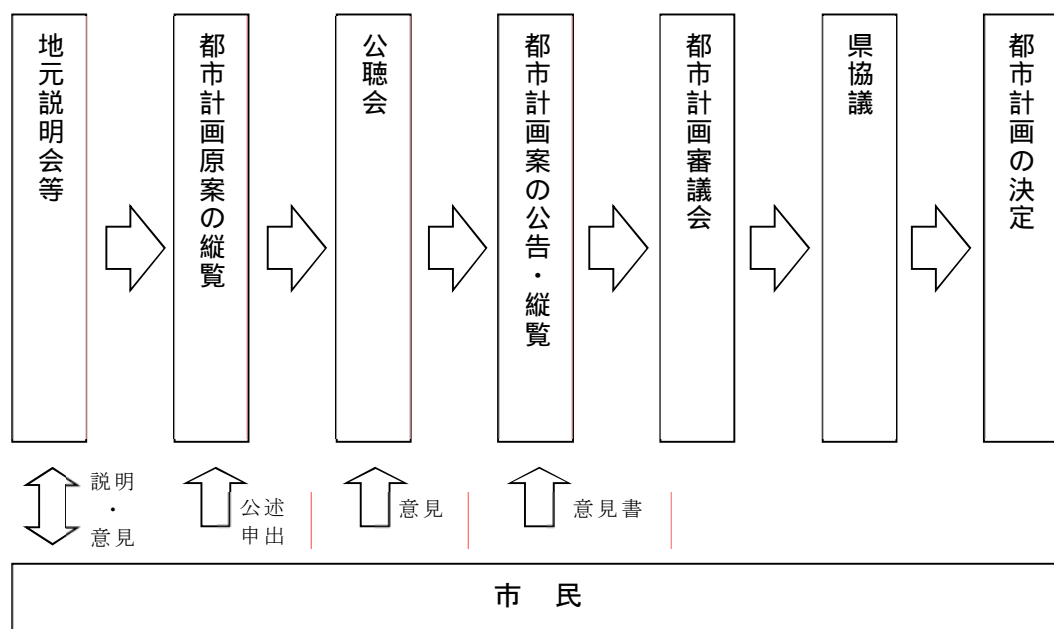 地元説明会等
都市計画原案の縦覧
公聴会
都市計画案の公告・縦覧
都市計画審議会
県協議
都市計画の決定
説明
・
意見
公述
申出
意見
意見書
市　民